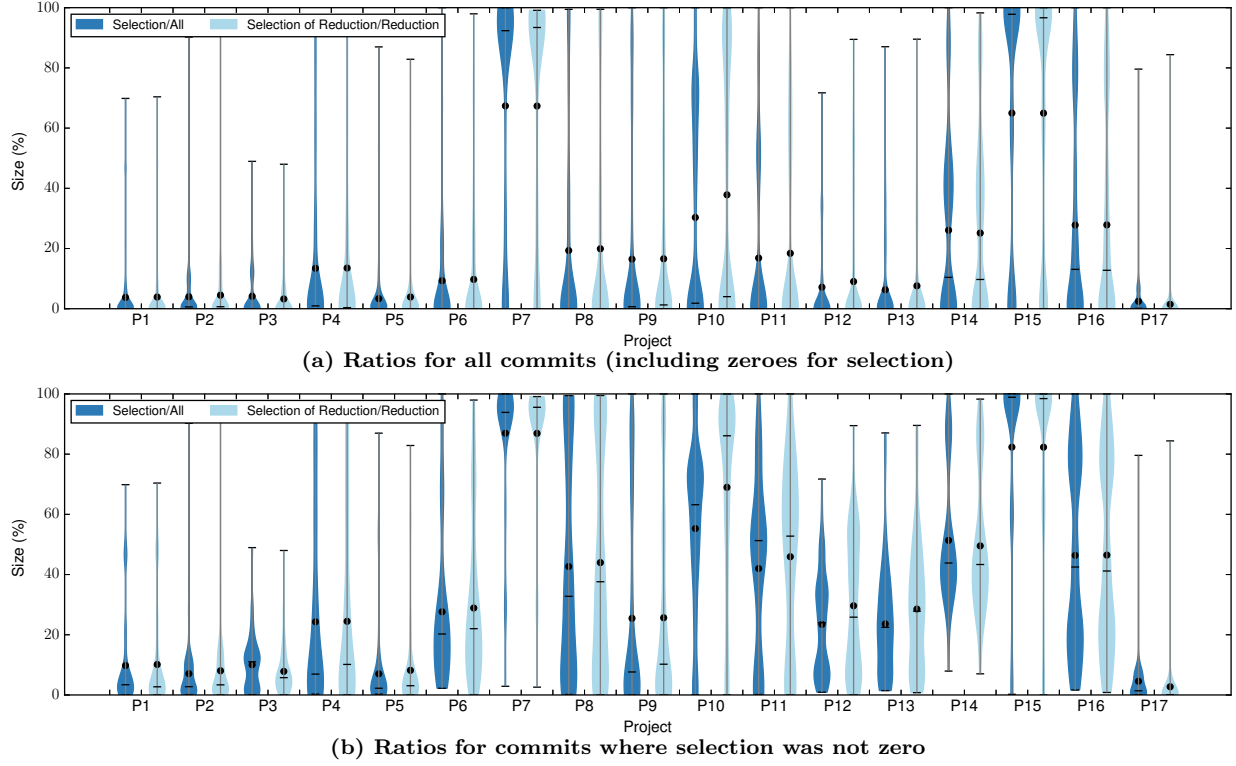 100
80
60
40
20
0
Size (%)
Selection/All
Selection of Reduction/Reduction
P1 P2 P3 P4 P5 P6 P7 P8 P9 P10 P11 P12 P13 P14 P15 P16 P17
Project
(a) Ratios for all commits (including zeroes for selection)
100
80
60
40
20
0
Size (%)
Selection/All
Selection of Reduction/Reduction
P1 P2 P3 P4 P5 P6 P7 P8 P9 P10 P11 P12 P13 P14 P15 P16 P17
Project
(b) Ratios for commits where selection was not zero